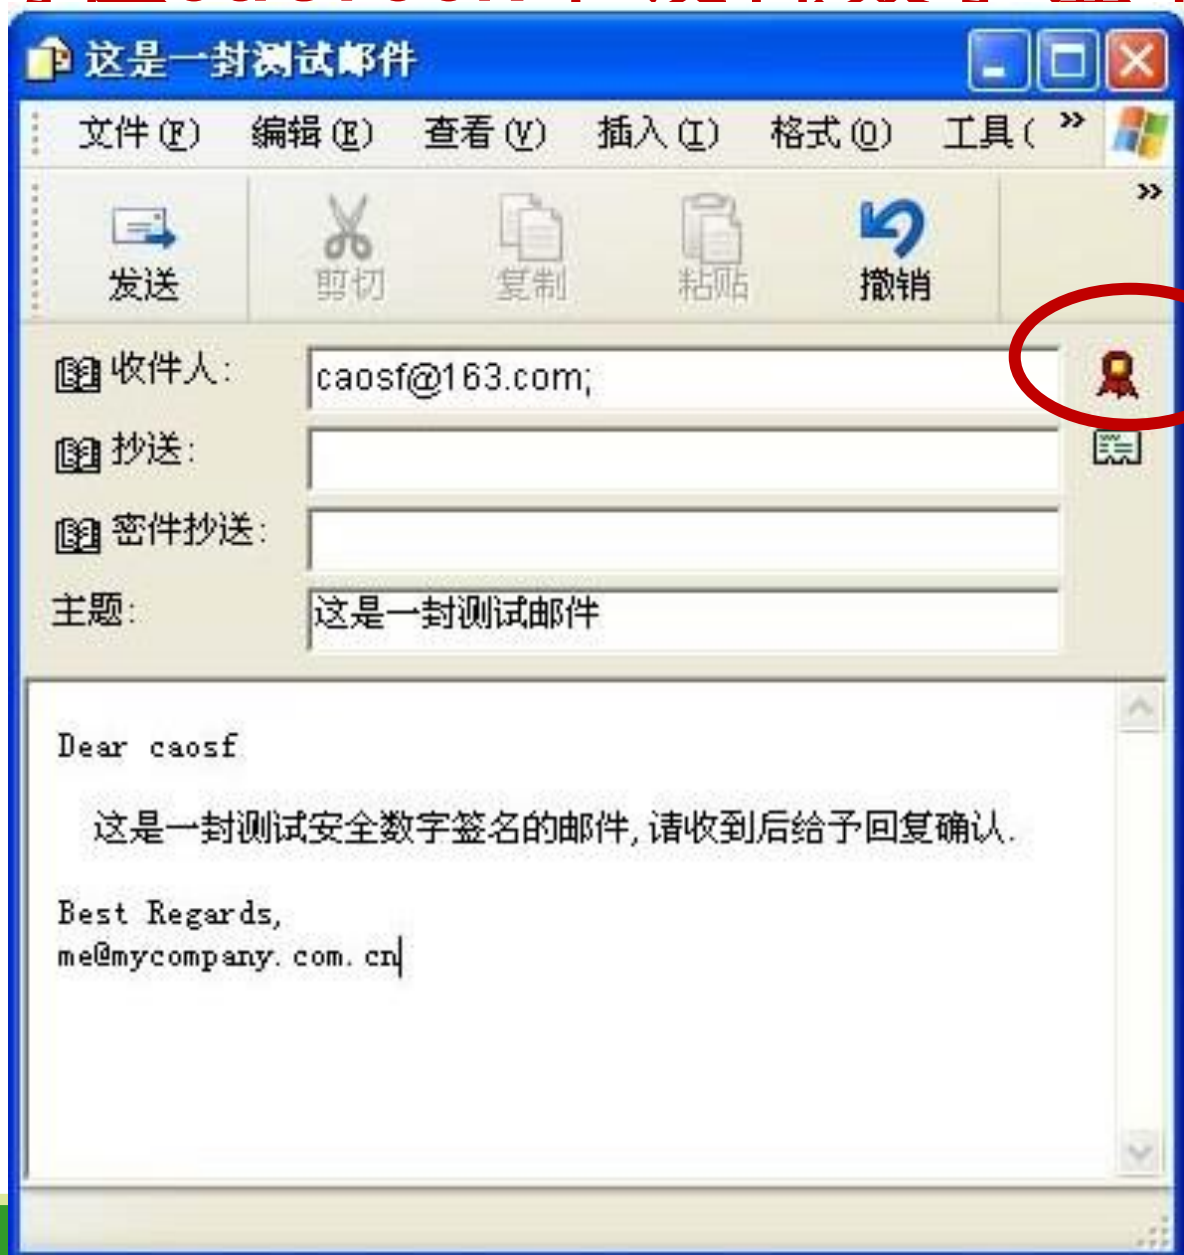 这是一封测试邮件
文件(F) 编辑(E) 查看(V) 插入(I) 格式(O) 工具( »
发送 剪切 复制 粘贴 撤销 »
收件人: caosf@163.com;
抄送:
密件抄送:
主题: 这是一封测试邮件
Dear caosf
这是一封测试安全数字签名的邮件,请收到后给予回复确认.
Best Regards,
me@mycompany.com.cn